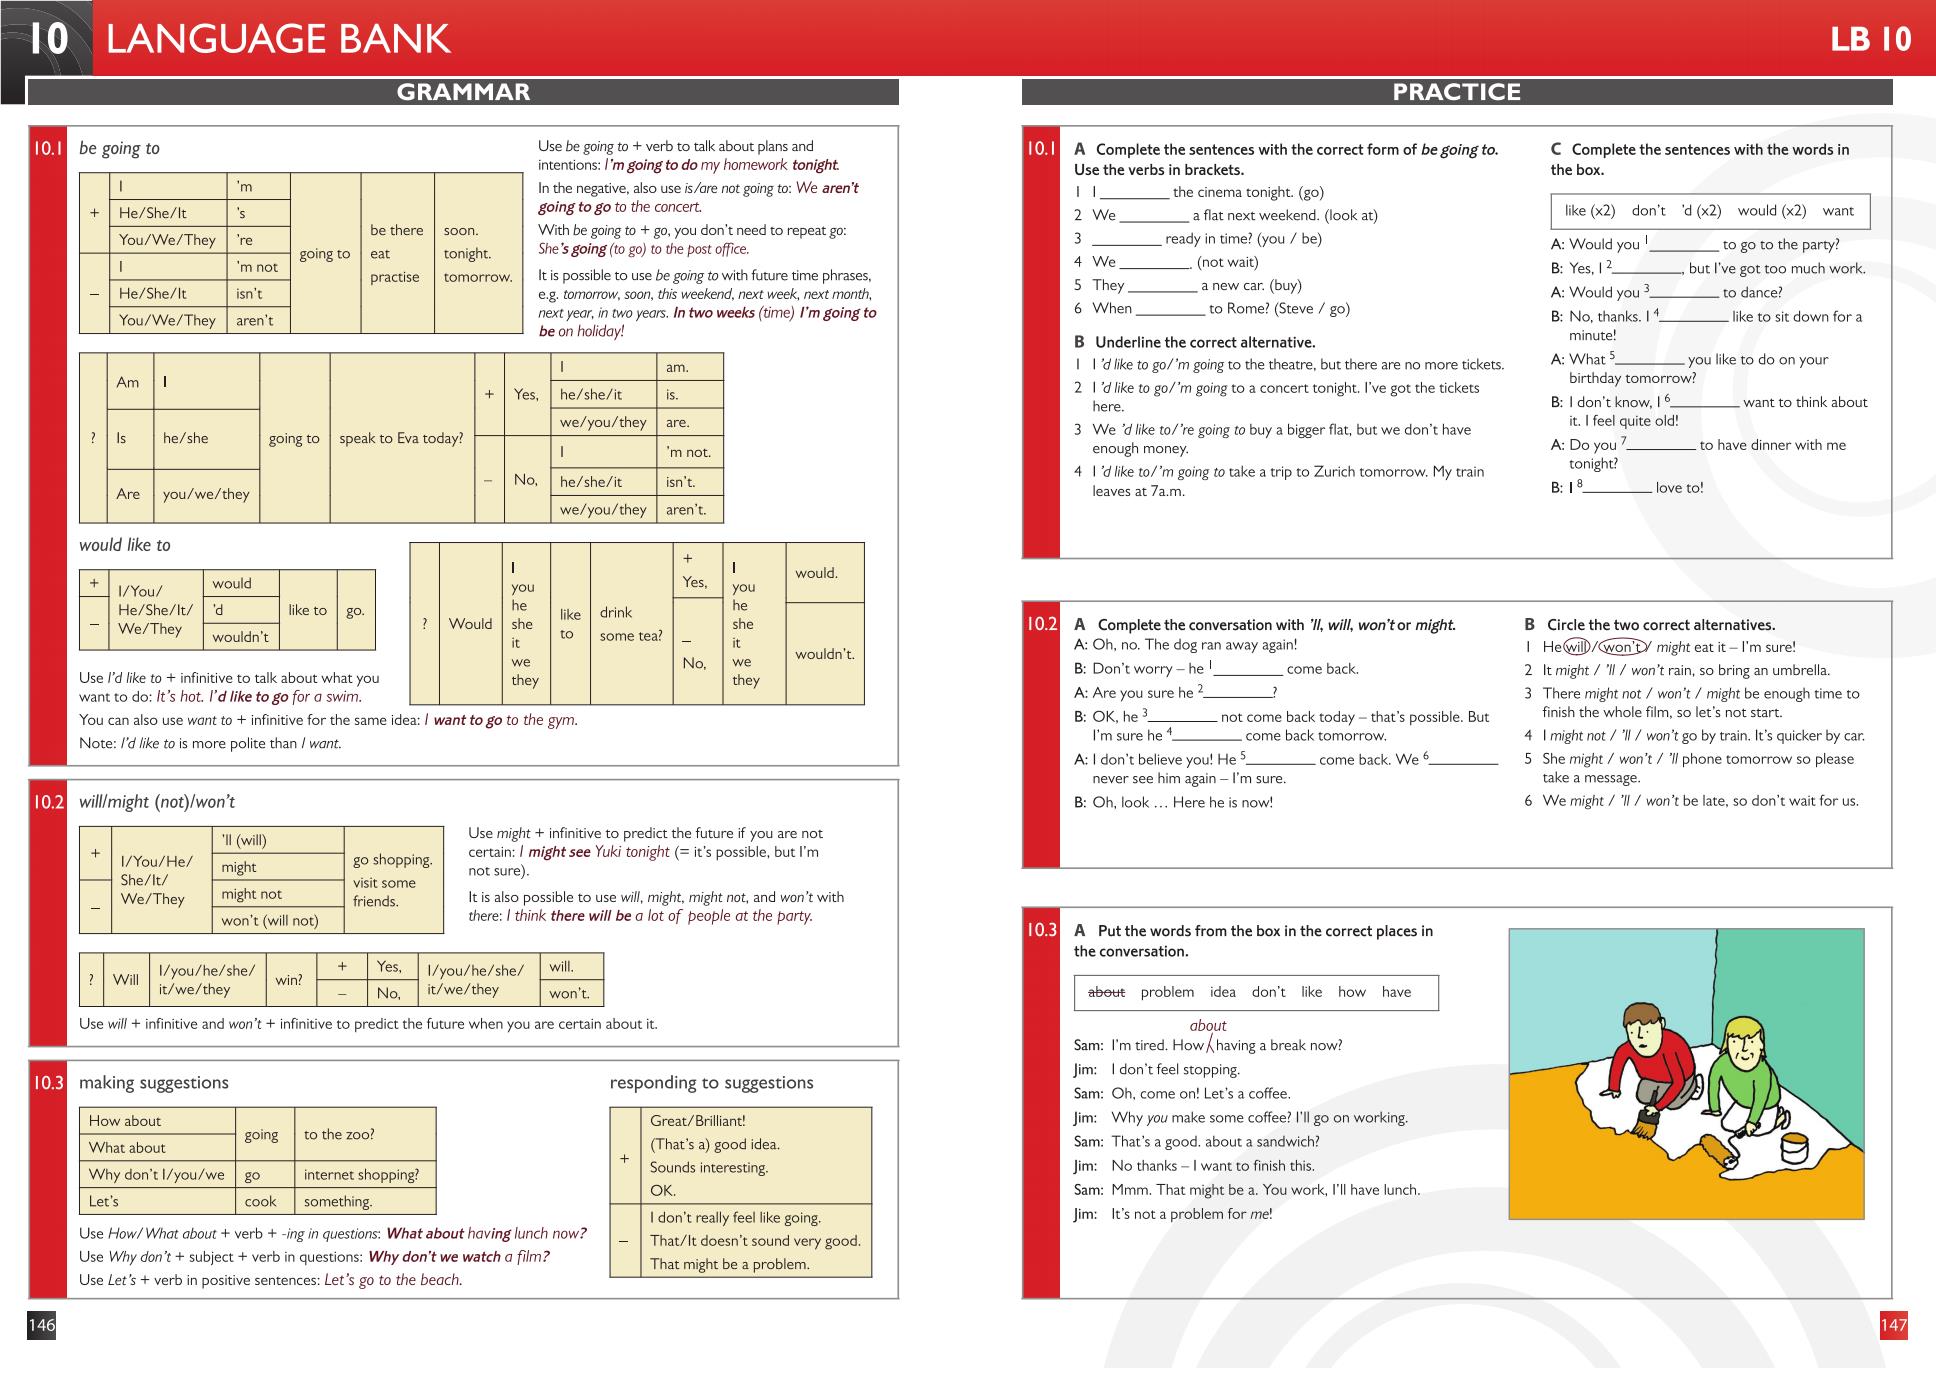 10 LANGUAGE BANK
LB 10
GRAMMAR
10.1
be going to
+ I 'm going to be there soon.
He/She/It 's eat tonight.
You/We/They 're practise tomorrow.
– I 'm not
He/She/It isn't
You/We/They aren't
Use be going to + verb to talk about plans and
intentions: I'm going to do my homework tonight.
In the negative, also use is/are not going to: We aren't
going to go to the concert.
With be going to + go, you don't need to repeat go:
She's going (to go) to the post office.
It is possible to use be going to with future time phrases,
e.g. tomorrow, soon, this weekend, next week, next month,
next year, in two years. In two weeks (time) I'm going to
be on holiday!
? Am I going to speak to Eva today? + Yes, I am.
Is he/she he/she/it is.
Are you/we/they we/you/they are.
– No, I 'm not.
he/she/it isn't.
we/you/they aren't.
would like to
+ I/You/ would like to go.
– He/She/It/ 'd
We/They wouldn't
? Would I like to drink + I would.
you some tea? Yes, you
he he
she she
it – it wouldn't.
we No, we
they they
Use I'd like to + infinitive to talk about what you
want to do: It's hot. I'd like to go for a swim.
You can also use want to + infinitive for the same idea: I want to go to the gym.
Note: I'd like to is more polite than I want.
10.2
will/might (not)/won't
+ I/You/He/ 'll (will) go shopping.
She/It/ might visit some
– We/They might not friends.
won't (will not)
Use might + infinitive to predict the future if you are not
certain: I might see Yuki tonight (= it's possible, but I'm
not sure).
It is also possible to use will, might, might not, and won't with
there: I think there will be a lot of people at the party.
? Will I/you/he/she/ win? + Yes, I/you/he/she/ will.
it/we/they – No, it/we/they won't.
Use will + infinitive and won't + infinitive to predict the future when you are certain about it.
10.3
making suggestions
How about going to the zoo?
What about
Why don't I/you/we go internet shopping?
Let's cook something.
Use How/What about + verb + -ing in questions: What about having lunch now?
Use Why don't + subject + verb in questions: Why don't we watch a film?
Use Let's + verb in positive sentences: Let's go to the beach.
responding to suggestions
+ Great/Brilliant!
(That's a) good idea.
Sounds interesting.
OK.
– I don't really feel like going.
That/It doesn't sound very good.
That might be a problem.
146
PRACTICE
10.1
A Complete the sentences with the correct form of be going to.
Use the verbs in brackets.
1 I ________ the cinema tonight. (go)
2 We ________ a flat next weekend. (look at)
3 ________ ready in time? (you / be)
4 We ________. (not wait)
5 They ________ a new car. (buy)
6 When ________ to Rome? (Steve / go)
B Underline the correct alternative.
1 I 'd like to go/'m going to the theatre, but there are no more tickets.
2 I 'd like to go/'m going to a concert tonight. I've got the tickets
here.
3 We 'd like to/'re going to buy a bigger flat, but we don't have
enough money.
4 I 'd like to/'m going to take a trip to Zurich tomorrow. My train
leaves at 7a.m.
C Complete the sentences with the words in
the box.
like (x2) don't 'd (x2) would (x2) want
A: Would you 1________ to go to the party?
B: Yes, I 2________, but I've got too much work.
A: Would you 3________ to dance?
B: No, thanks. I 4________ like to sit down for a
minute!
A: What 5________ you like to do on your
birthday tomorrow?
B: I don't know, I 6________ want to think about
it. I feel quite old!
A: Do you 7________ to have dinner with me
tonight?
B: I 8________ love to!
10.2
A Complete the conversation with 'll, will, won't or might.
A: Oh, no. The dog ran away again!
B: Don't worry – he 1________ come back.
A: Are you sure he 2________?
B: OK, he 3________ not come back today – that's possible. But
I'm sure he 4________ come back tomorrow.
A: I don't believe you! He 5________ come back. We 6________
never see him again – I'm sure.
B: Oh, look … Here he is now!
B Circle the two correct alternatives.
1 He will / won't / might eat it – I'm sure!
2 It might / 'll / won't rain, so bring an umbrella.
3 There might not / won't / might be enough time to
finish the whole film, so let's not start.
4 I might not / 'll / won't go by train. It's quicker by car.
5 She might / won't / 'll phone tomorrow so please
take a message.
6 We might / 'll / won't be late, so don't wait for us.
10.3
A Put the words from the box in the correct places in
the conversation.
about problem idea don't like how have
about
Sam: I'm tired. How having a break now?
Jim: I don't feel stopping.
Sam: Oh, come on! Let's a coffee.
Jim: Why you make some coffee? I'll go on working.
Sam: That's a good. about a sandwich?
Jim: No thanks – I want to finish this.
Sam: Mmm. That might be a. You work, I'll have lunch.
Jim: It's not a problem for me!
147